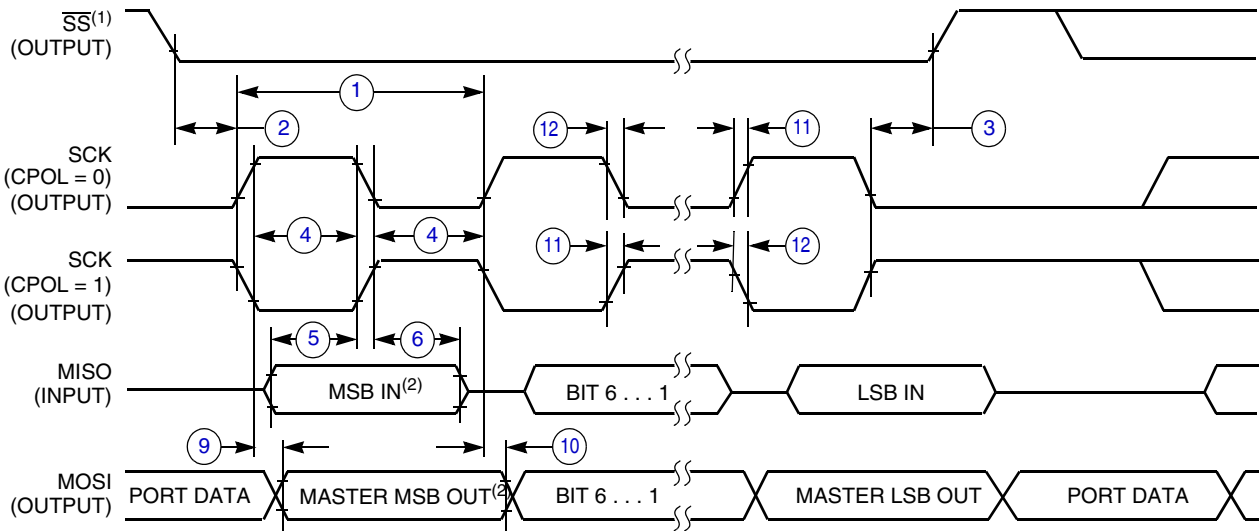 SS(1)
(OUTPUT)
1
2
12
11
3
SCK
(CPOL = 0)
(OUTPUT)
4
4
11
12
SCK
(CPOL = 1)
(OUTPUT)
5
6
MISO
(INPUT)
MSB IN(2)
BIT 6 . . . 1
LSB IN
9
10
MOSI
(OUTPUT)
PORT DATA
MASTER MSB OUT(2)
BIT 6 . . . 1
MASTER LSB OUT
PORT DATA